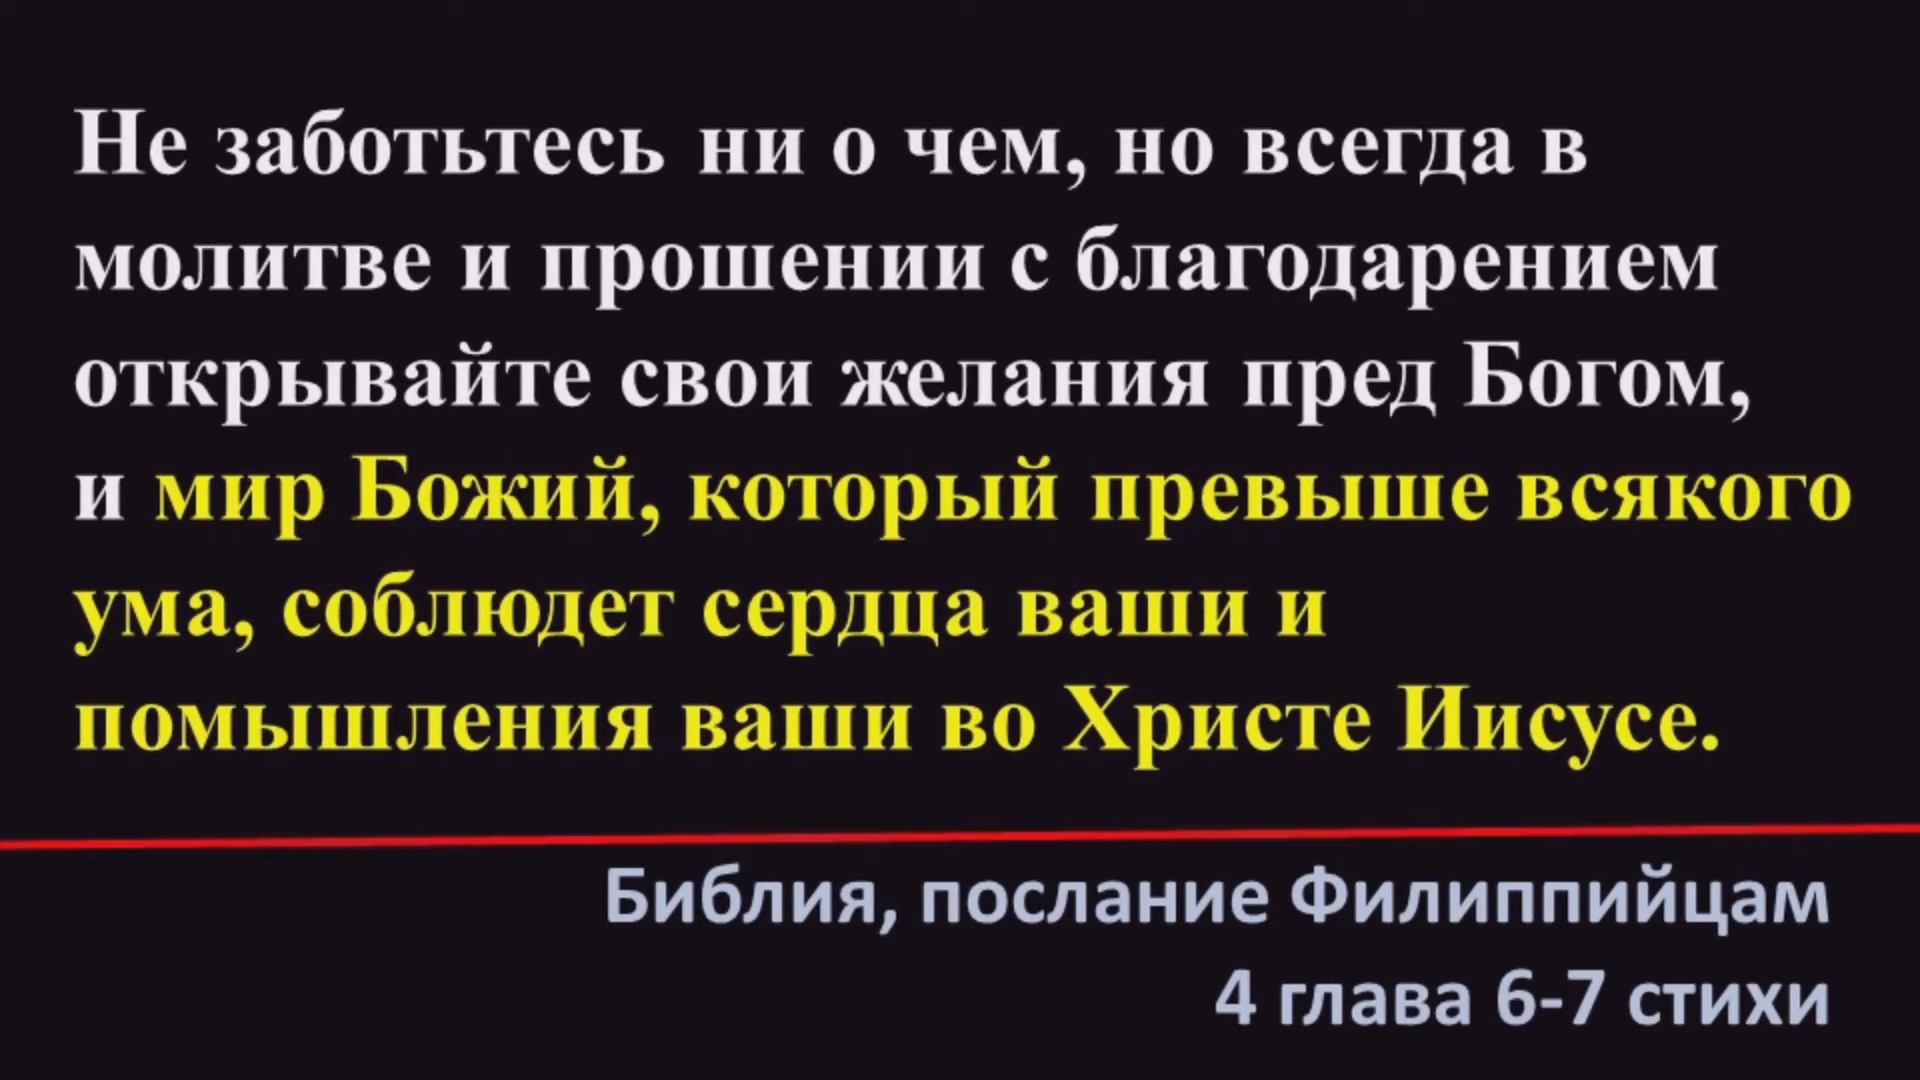 Не заботьтесь ни о чем, но всегда в
молитве и прошении с благодарением
открывайте свои желания пред Богом,
и мир Божий, который превыше всякого
ума, соблюдет сердца ваши и
помышления ваши во Христе Иисусе.
Библия, послание Филиппийцам
4 глава 6-7 стихи